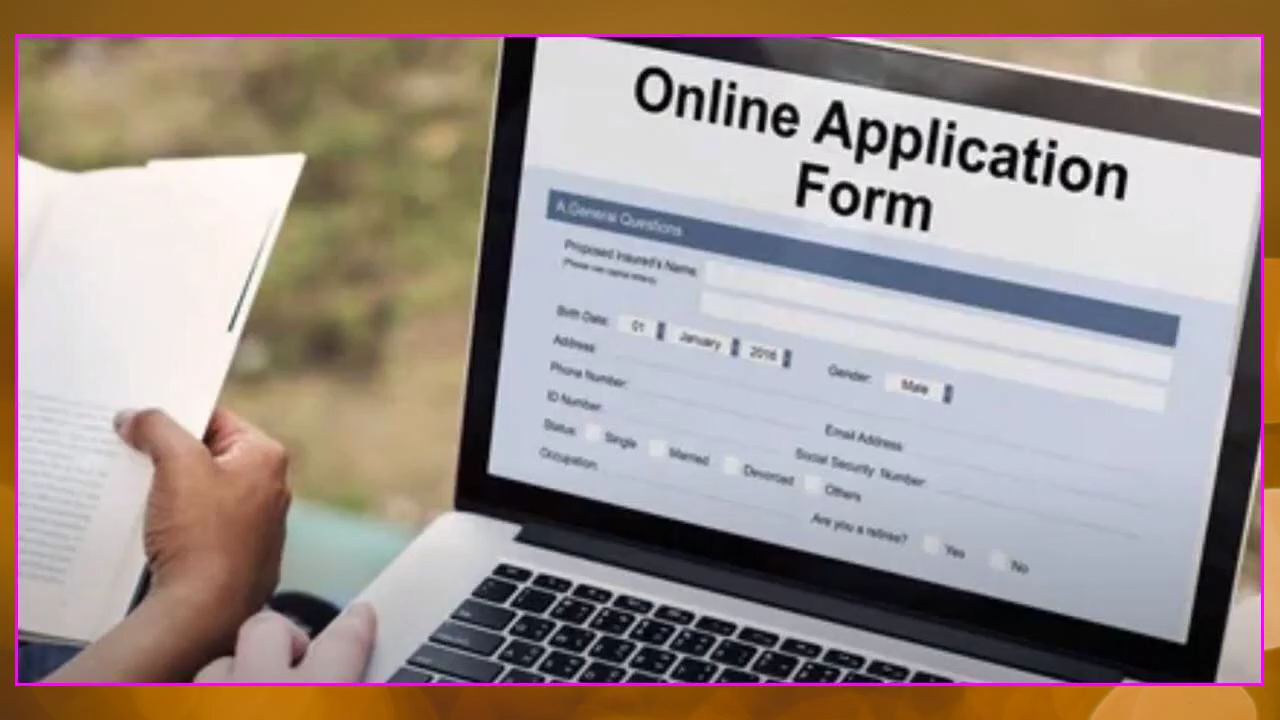 Online Application
Form
A.General Questions
Proposed Insured's Name:
Birth Date: 01 January 2016
Gender: Male
Address:
Phone Number:
Email Address
ID Number:
Social Security Number:
Status: Single Married Devorced Others
Occupation:
Are you a retiree? Yes No